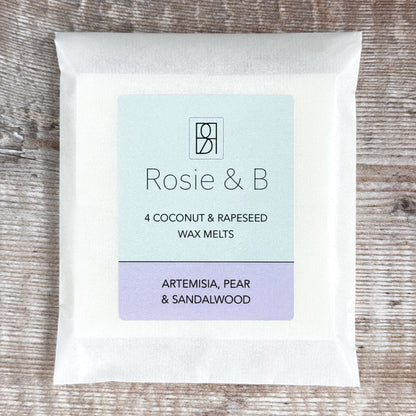 Rosie & B
4 COCONUT & RAPESEED
WAX MELTS
ARTEMISIA, PEAR
& SANDALWOOD